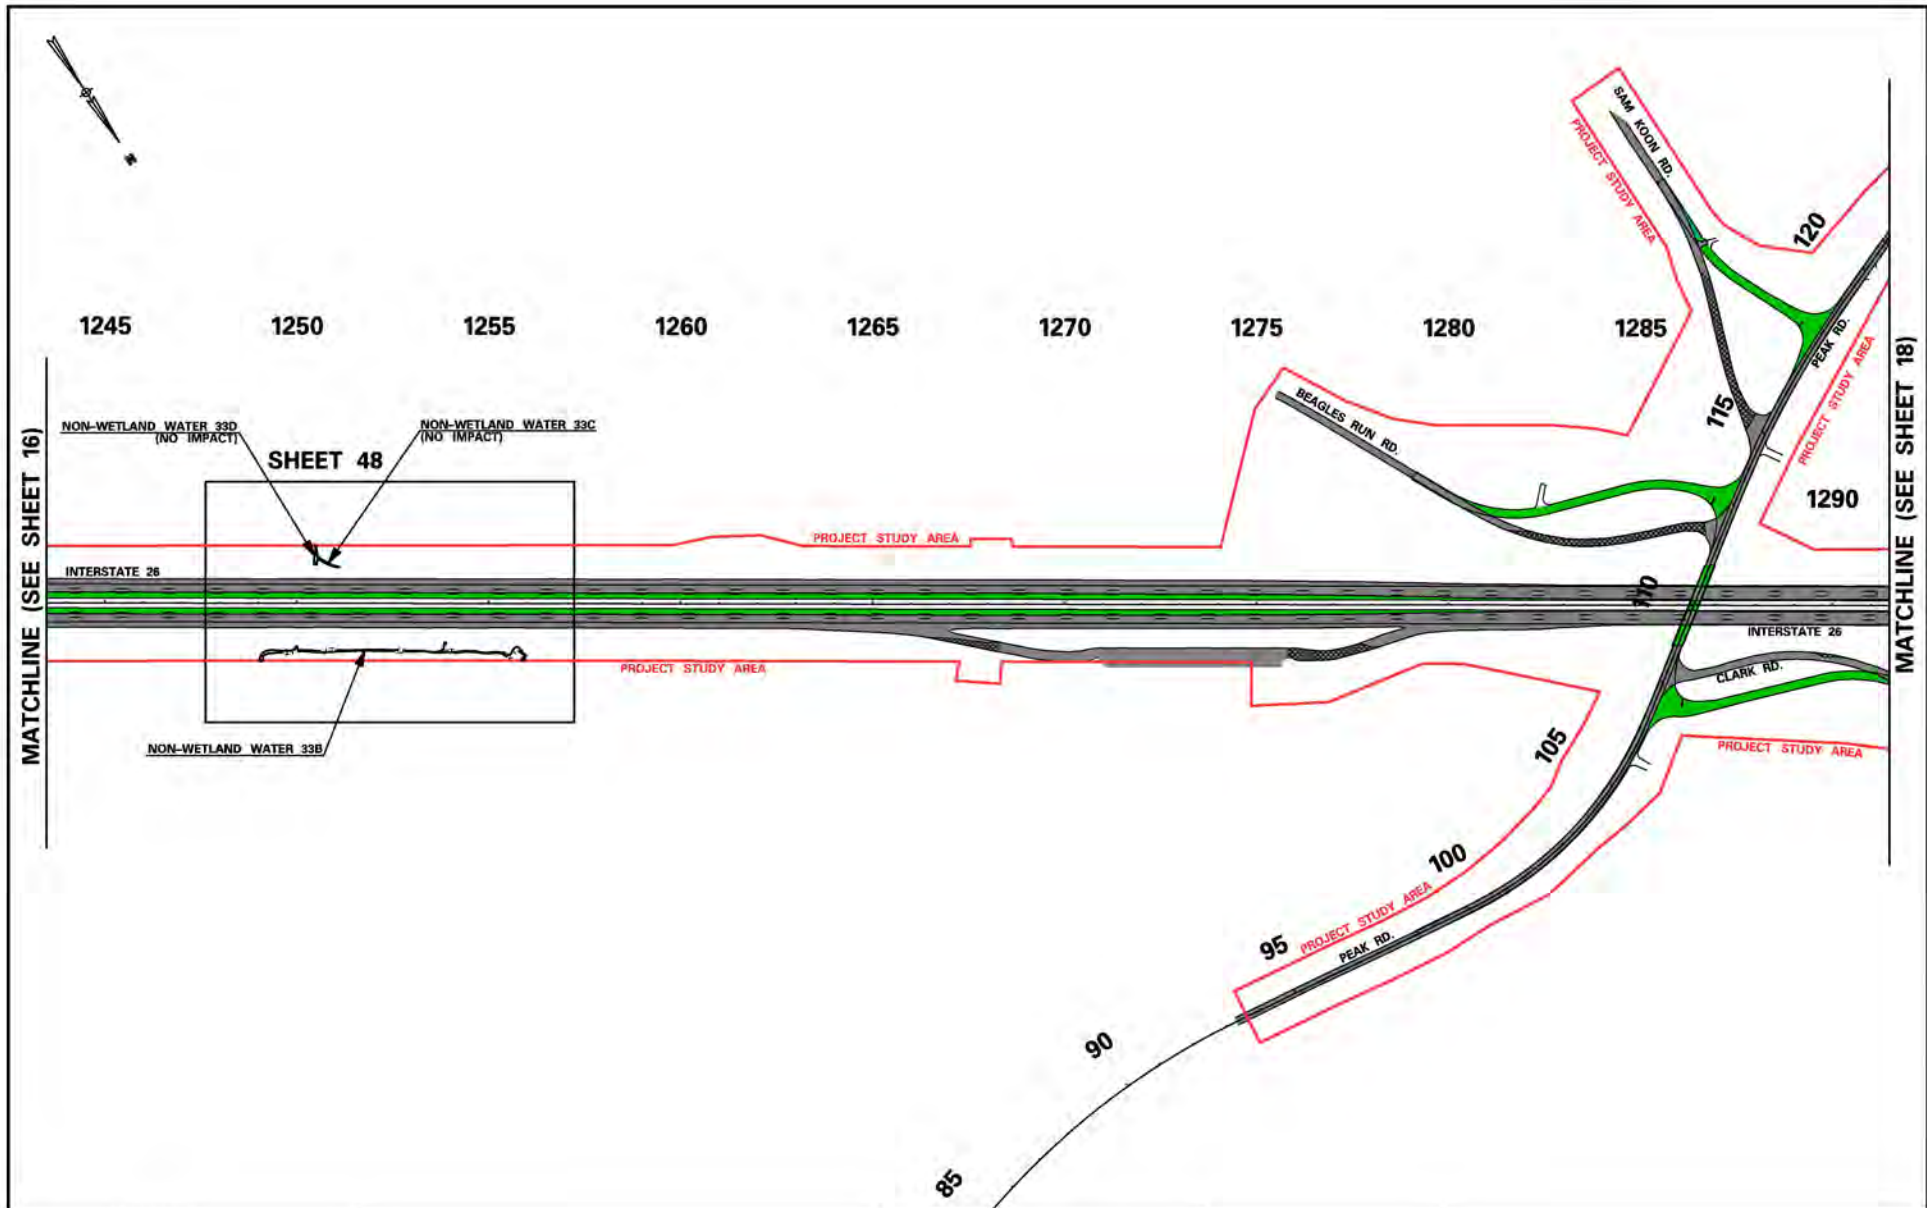 N
SAM KOON RD.
PROJECT STUDY AREA
120
1245
1250
1255
1260
1265
1270
1275
1280
1285
PEAK RD.
PROJECT STUDY AREA
MATCHLINE (SEE SHEET 16)
MATCHLINE (SEE SHEET 18)
BEAGLES RUN RD.
115
NON-WETLAND WATER 33D
(NO IMPACT)
NON-WETLAND WATER 33C
(NO IMPACT)
SHEET 48
1290
PROJECT STUDY AREA
INTERSTATE 26
110
INTERSTATE 26
PROJECT STUDY AREA
CLARK RD.
NON-WETLAND WATER 33B
105
PROJECT STUDY AREA
100
PROJECT STUDY AREA
95
PEAK RD.
90
85